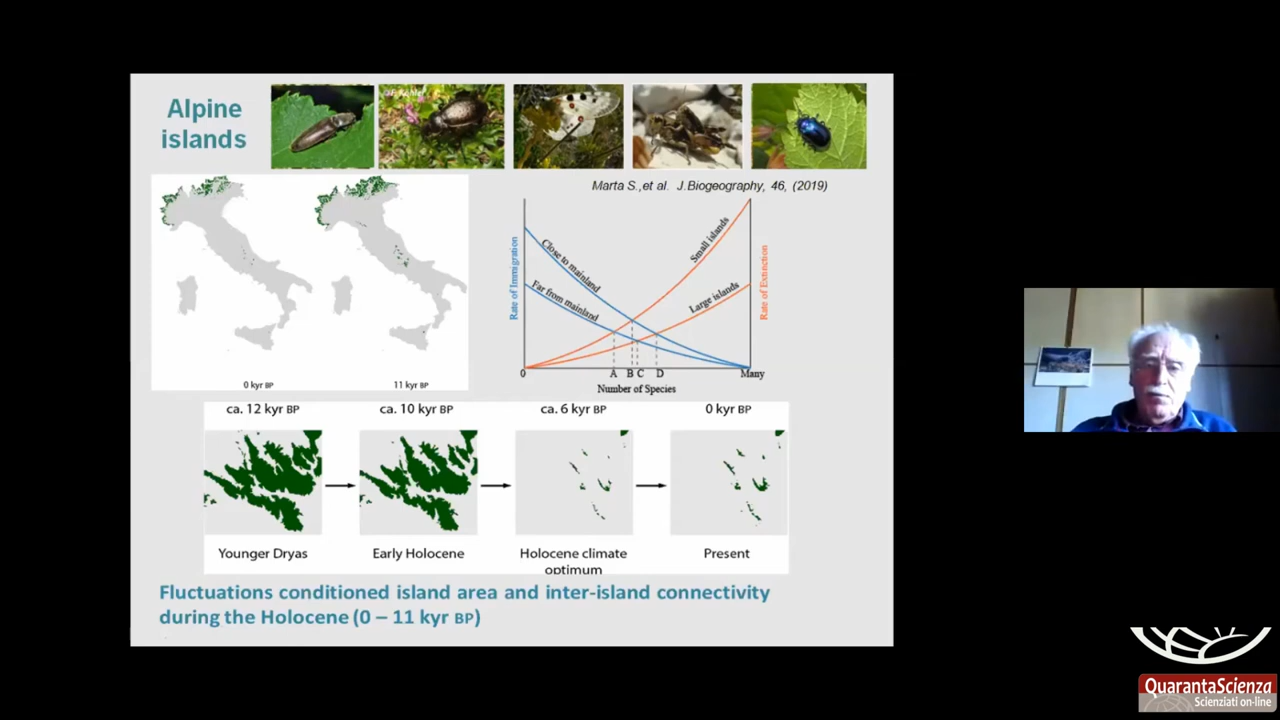 Alpine
islands
Marta S.,et al. J.Biogeography, 46, (2019)
0 kyr BP
11 kyr BP
Rate of Immigration
Close to mainland
Far from mainland
Small islands
Large islands
Rate of Extinction
0 A B C D Many
Number of Species
ca. 12 kyr BP
ca. 10 kyr BP
ca. 6 kyr BP
0 kyr BP
Younger Dryas
Early Holocene
Holocene climate
optimum
Present
Fluctuations conditioned island area and inter-island connectivity
during the Holocene (0 – 11 kyr BP)
QuarantaScienza
Scienziati on-line